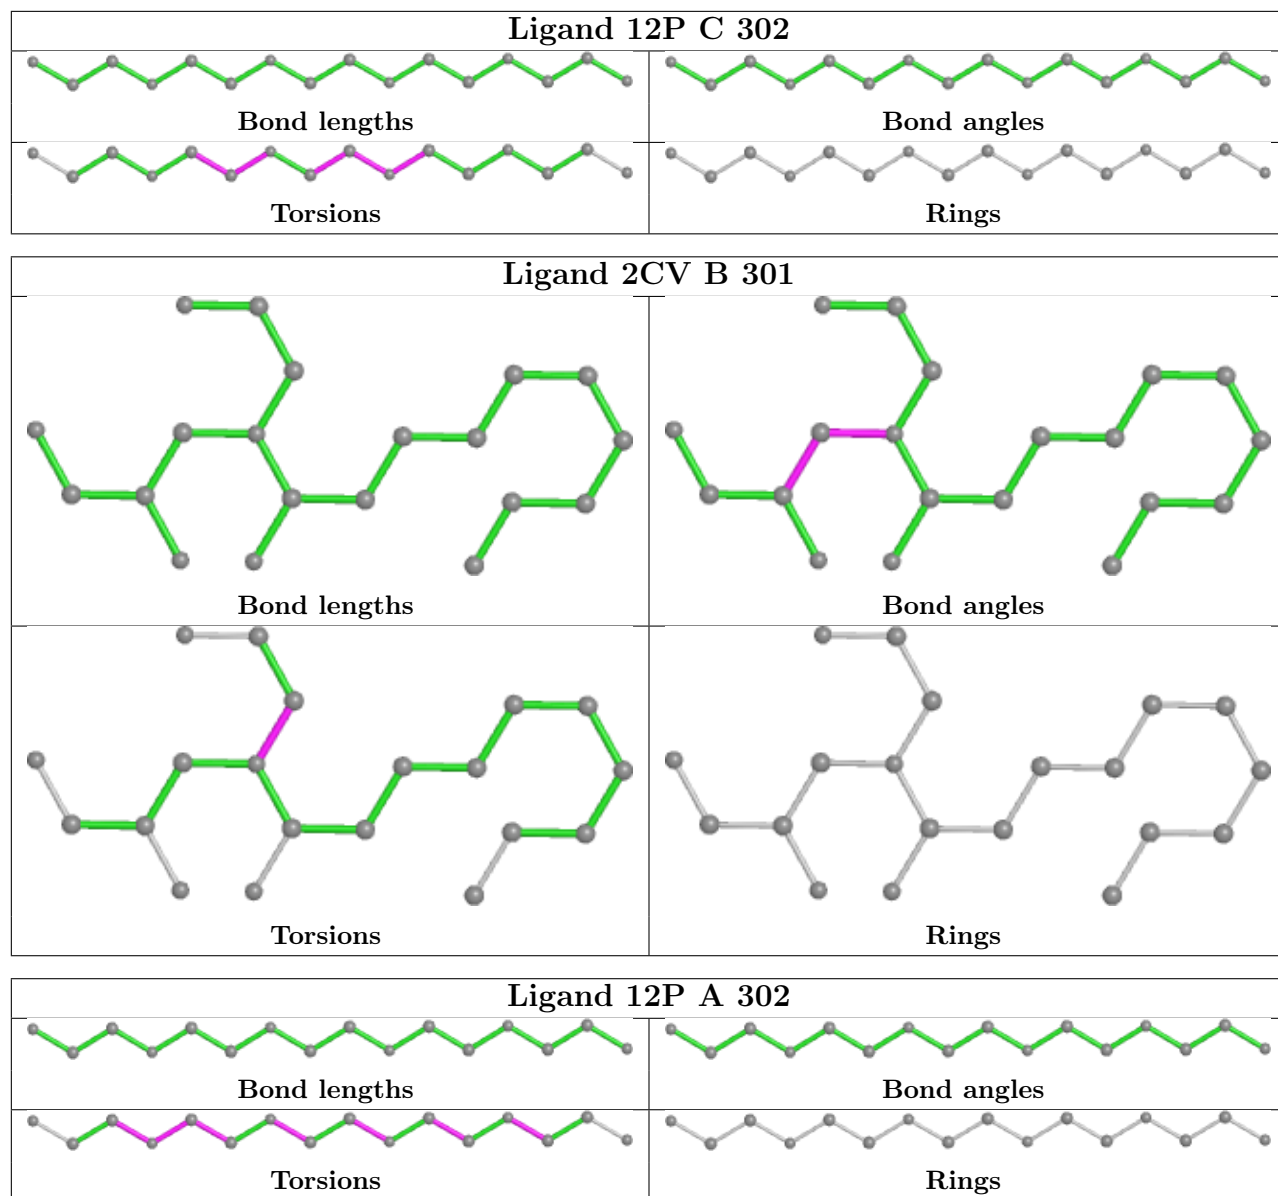 Ligand 12P C 302
Bond lengths
Bond angles
Torsions
Rings
Ligand 2CV B 301
Bond lengths
Bond angles
Torsions
Rings
Ligand 12P A 302
Bond lengths
Bond angles
Torsions
Rings